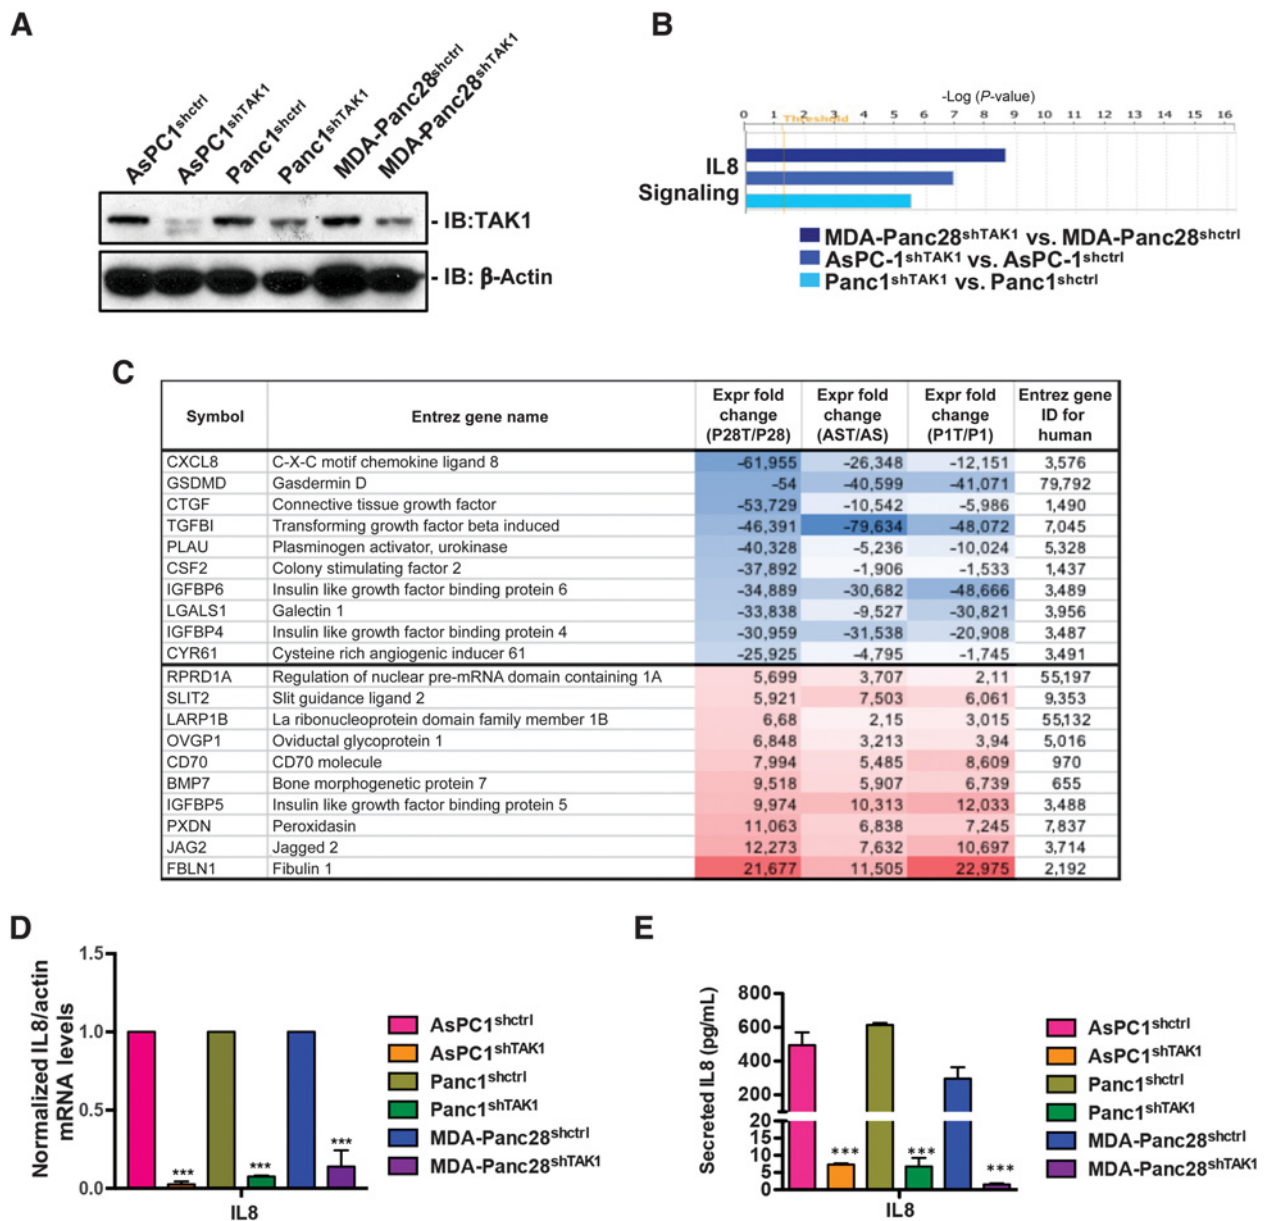 A
AsPC1shctrl
AsPC1shTAK1
Panc1shctrl
Panc1shTAK1
MDA-Panc28shctrl
MDA-Panc28shTAK1
- IB:TAK1
- IB: β-Actin
B
-Log (P-value)
0 1 2 3 4 5 6 7 8 9 10 11 12 13 14 15 16
Threshold
IL8
Signaling
MDA-Panc28shTAK1 vs. MDA-Panc28shctrl
AsPC-1shTAK1 vs. AsPC-1shctrl
Panc1shTAK1 vs. Panc1shctrl
C
Symbol Entrez gene name Expr fold change (P28T/P28) Expr fold change (AST/AS) Expr fold change (P1T/P1) Entrez gene ID for human
CXCL8 C-X-C motif chemokine ligand 8 -61,955 -26,348 -12,151 3,576
GSDMD Gasdermin D -54 -40,599 -41,071 79,792
CTGF Connective tissue growth factor -53,729 -10,542 -5,986 1,490
TGFBI Transforming growth factor beta induced -46,391 -79,634 -48,072 7,045
PLAU Plasminogen activator, urokinase -40,328 -5,236 -10,024 5,328
CSF2 Colony stimulating factor 2 -37,892 -1,906 -1,533 1,437
IGFBP6 Insulin like growth factor binding protein 6 -34,889 -30,682 -48,666 3,489
LGALS1 Galectin 1 -33,838 -9,527 -30,821 3,956
IGFBP4 Insulin like growth factor binding protein 4 -30,959 -31,538 -20,908 3,487
CYR61 Cysteine rich angiogenic inducer 61 -25,925 -4,795 -1,745 3,491
RPRD1A Regulation of nuclear pre-mRNA domain containing 1A 5,699 3,707 2,11 55,197
SLIT2 Slit guidance ligand 2 5,921 7,503 6,061 9,353
LARP1B La ribonucleoprotein domain family member 1B 6,68 2,15 3,015 55,132
OVGP1 Oviductal glycoprotein 1 6,848 3,213 3,94 5,016
CD70 CD70 molecule 7,994 5,485 8,609 970
BMP7 Bone morphogenetic protein 7 9,518 5,907 6,739 655
IGFBP5 Insulin like growth factor binding protein 5 9,974 10,313 12,033 3,488
PXDN Peroxidasin 11,063 6,838 7,245 7,837
JAG2 Jagged 2 12,273 7,632 10,697 3,714
FBLN1 Fibulin 1 21,677 11,505 22,975 2,192
D
Normalized IL8/actin
mRNA levels
1.5
1.0
0.5
0.0
***
***
***
IL8
AsPC1shctrl
AsPC1shTAK1
Panc1shctrl
Panc1shTAK1
MDA-Panc28shctrl
MDA-Panc28shTAK1
E
Secreted IL8 (pg/mL)
800
600
400
200
20
15
10
5
0
***
***
***
IL8
AsPC1shctrl
AsPC1shTAK1
Panc1shctrl
Panc1shTAK1
MDA-Panc28shctrl
MDA-Panc28shTAK1